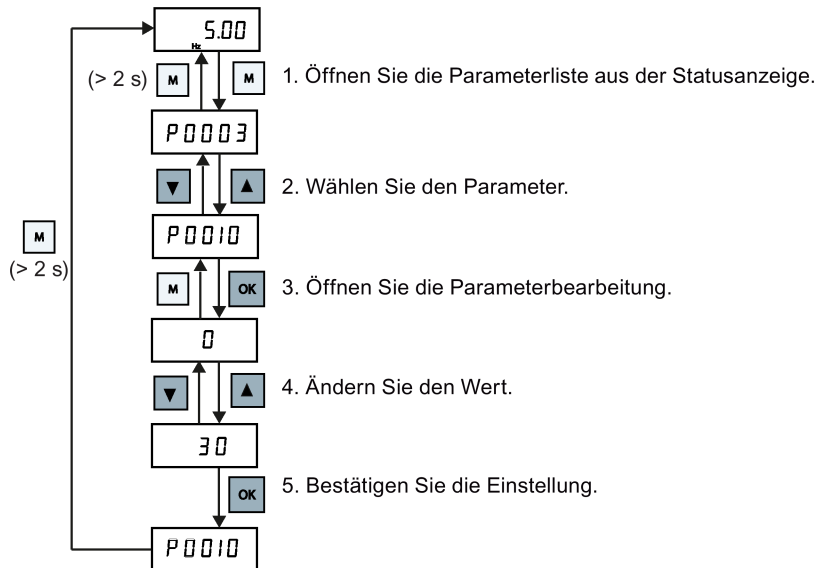 5.00
Hz
(> 2 s) M M 1. Öffnen Sie die Parameterliste aus der Statusanzeige.
P0003
2. Wählen Sie den Parameter.
M
(> 2 s)
P0010
M OK 3. Öffnen Sie die Parameterbearbeitung.
0
4. Ändern Sie den Wert.
30
OK 5. Bestätigen Sie die Einstellung.
P0010